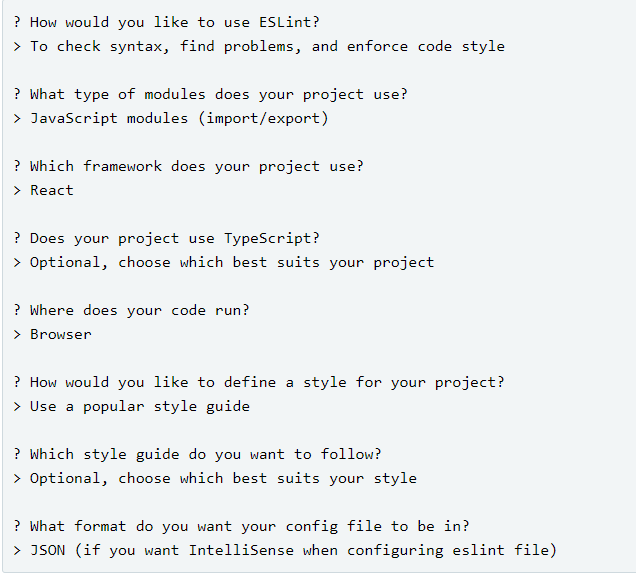 ? How would you like to use ESLint?
> To check syntax, find problems, and enforce code style
? What type of modules does your project use?
> JavaScript modules (import/export)
? Which framework does your project use?
> React
? Does your project use TypeScript?
> Optional, choose which best suits your project
? Where does your code run?
> Browser
? How would you like to define a style for your project?
> Use a popular style guide
? Which style guide do you want to follow?
> Optional, choose which best suits your style
? What format do you want your config file to be in?
> JSON (if you want IntelliSense when configuring eslint file)